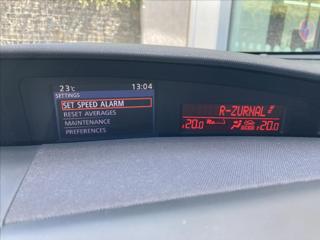 23°C 13:04
SETTINGS
SET SPEED ALARM
RESET AVERAGES
MAINTENANCE
PREFERENCES
R-ZURNAL
20.0 20.0